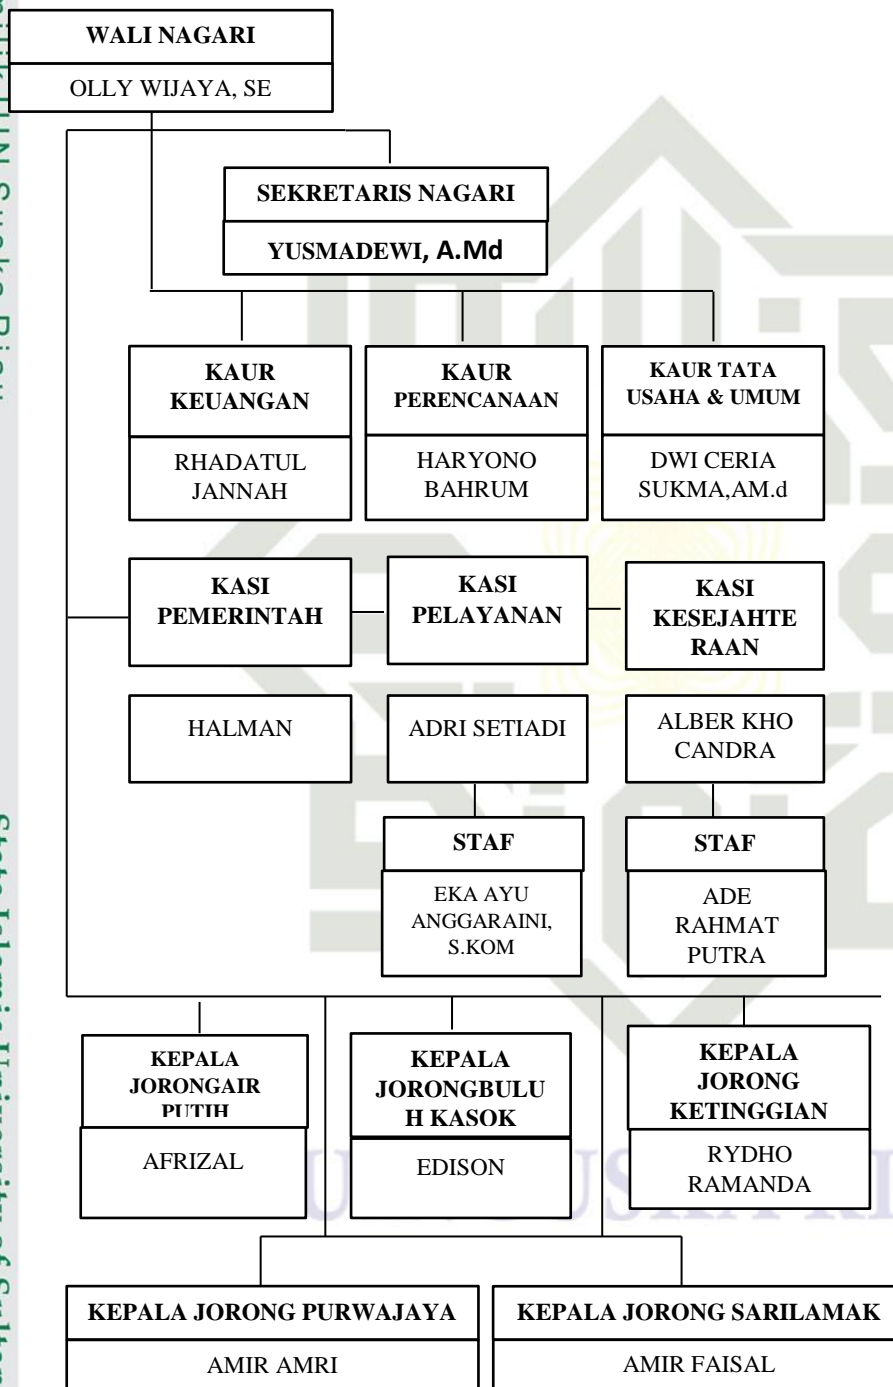 WALI NAGARI
OLLY WIJAYA, SE
SEKRETARIS NAGARI
YUSMADEWI, A.Md
KAUR
KEUANGAN
RHADATUL
JANNAH
KAUR
PERENCANAAN
HARYONO
BAHRUM
KAUR TATA
USAHA & UMUM
DWI CERIA
SUKMA,AM.d
KASI
PEMERINTAH
KASI
PELAYANAN
KASI
KESEJAHTE
RAAN
HALMAN
ADRI SETIADI
ALBER KHO
CANDRA
STAF
EKA AYU
ANGGARAINI,
S.KOM
STAF
ADE
RAHMAT
PUTRA
KEPALA
JORONGAIR
PUTIH
AFRIZAL
KEPALA
JORONGBULU
H KASOK
EDISON
KEPALA
JORONG
KETINGGIAN
RYDHO
RAMANDA
KEPALA JORONG PURWAJAYA
AMIR AMRI
KEPALA JORONG SARILAMAK
AMIR FAISAL